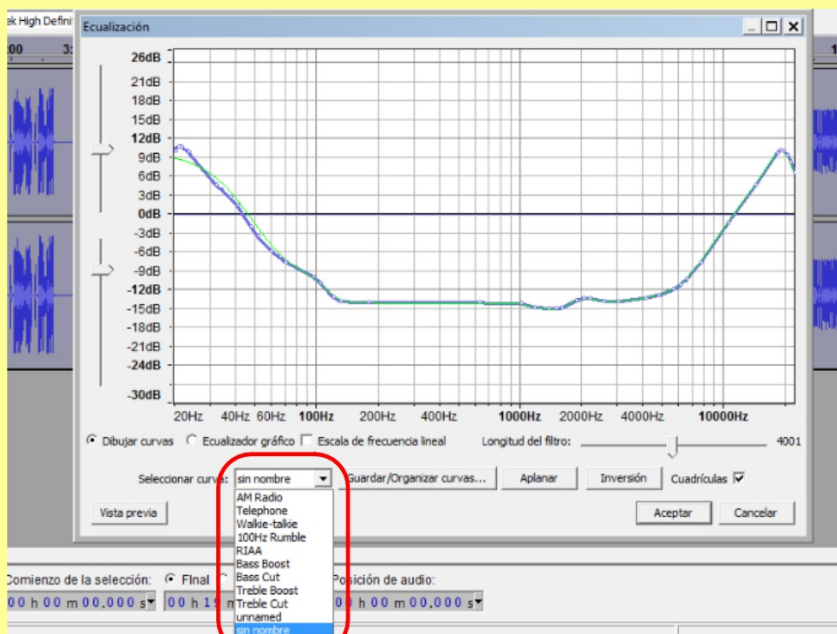 ek High Defini
Ecualización
:00 3: 1
26dB
21dB
18dB
15dB
12dB
9dB
6dB
3dB
0dB
-3dB
-6dB
-9dB
-12dB
-15dB
-18dB
-21dB
-24dB
-30dB
20Hz 40Hz 60Hz 100Hz 200Hz 400Hz 1000Hz 2000Hz 4000Hz 10000Hz
Dibujar curvas Ecualizador gráfico Escala de frecuencia lineal Longitud del filtro: 4001
Seleccionar curva: sin nombre Guardar/Organizar curvas... Aplanar Inversión Cuadrículas
AM Radio
Telephone
Walkie-talkie
100Hz Rumble
RIAA
Bass Boost
Bass Cut
Treble Boost
Treble Cut
unnamed
sin nombre
Vista previa Aceptar Cancelar
Comienzo de la selección: FInal Posición de audio:
00 h 00 m 00,000 s 00 h 1 00 h 00 m 00,000 s